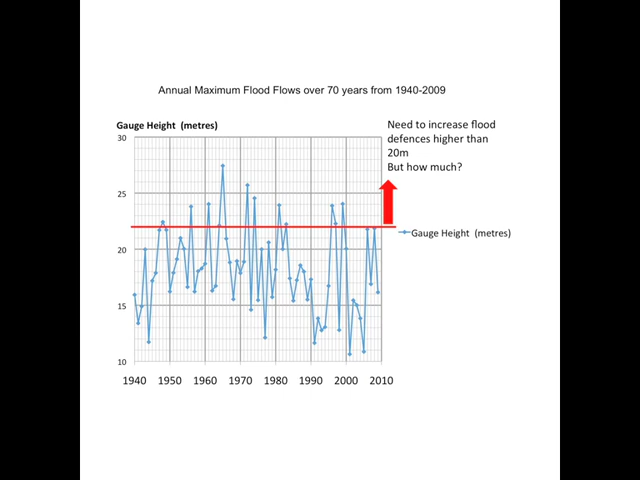 Annual Maximum Flood Flows over 70 years from 1940-2009
Gauge Height (metres)
Need to increase flood
defences higher than
20m
But how much?
30
25
20
15
10
Gauge Height (metres)
1940 1950 1960 1970 1980 1990 2000 2010